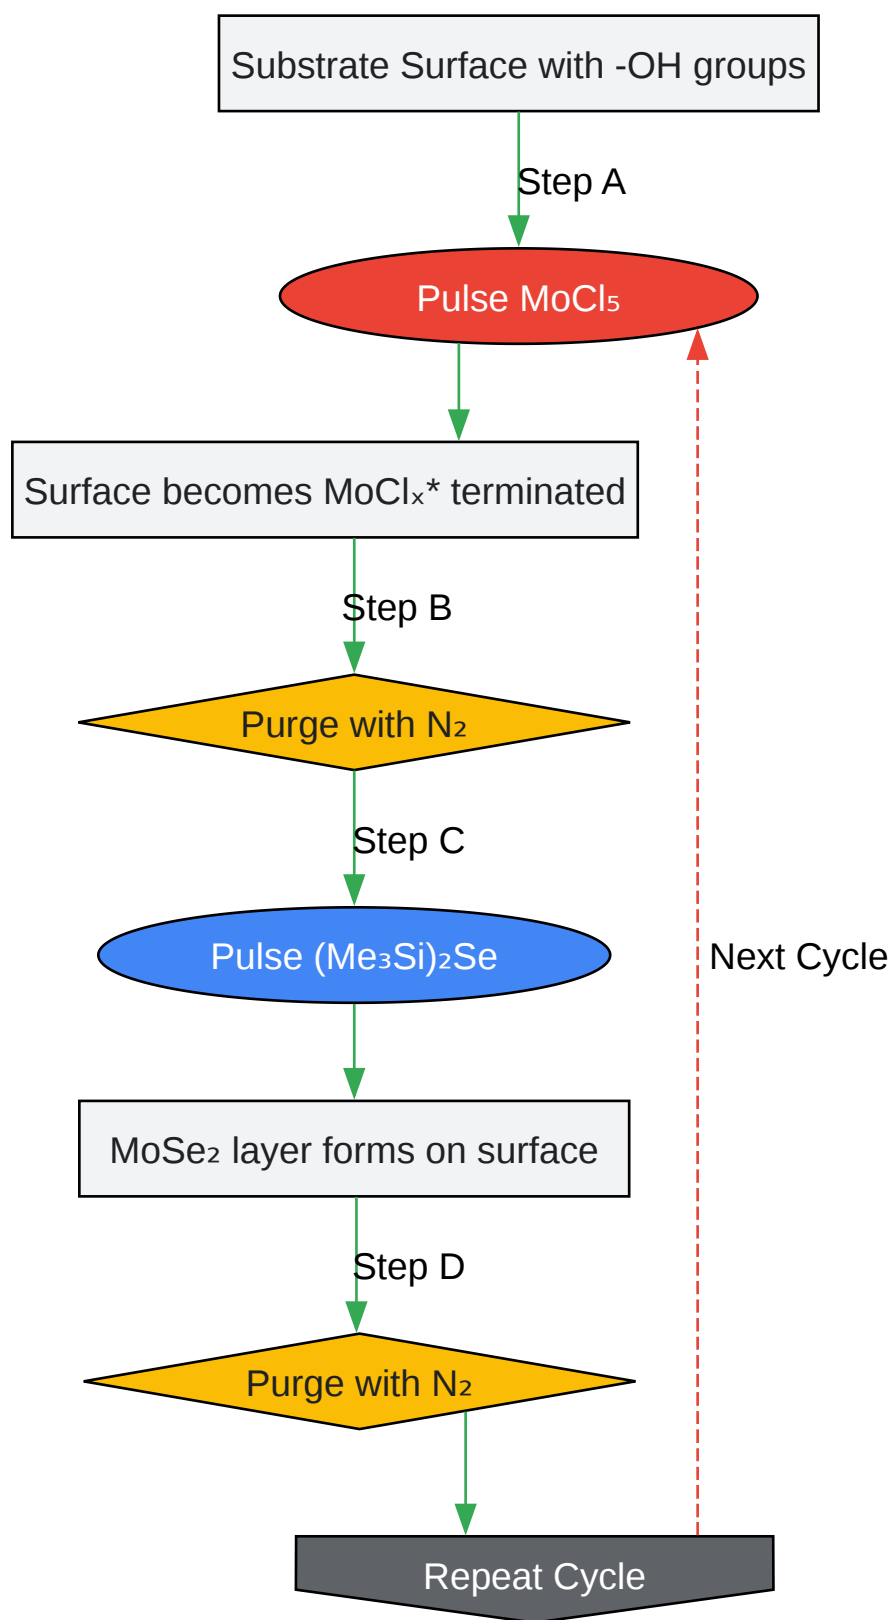 Substrate Surface with -OH groups
Step A
Pulse MoCl₅
Surface becomes MoClₓ* terminated
Step B
Purge with N₂
Step C
Pulse (Me₃Si)₂Se
Next Cycle
MoSe₂ layer forms on surface
Step D
Purge with N₂
Repeat Cycle